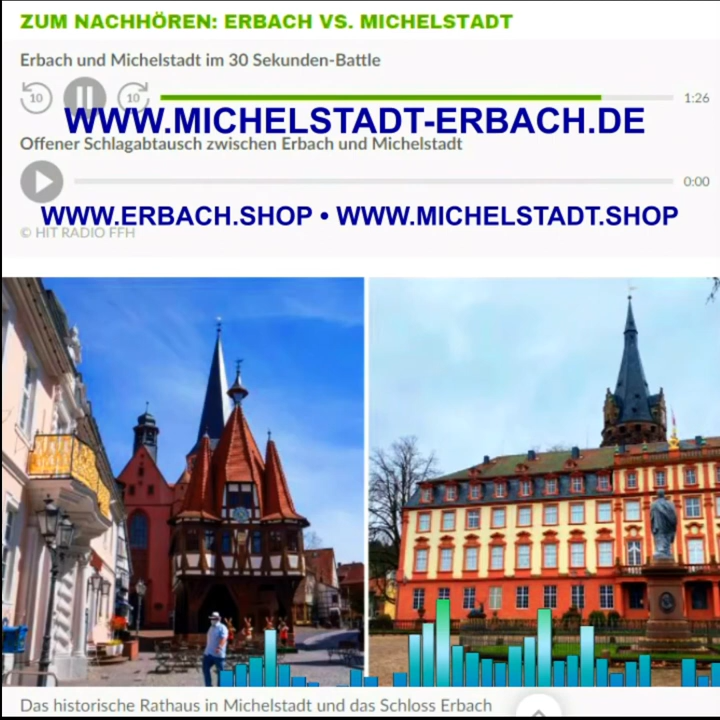 ZUM NACHHÖREN: ERBACH VS. MICHELSTADT
Erbach und Michelstadt im 30 Sekunden-Battle
10 10 1:26
WWW.MICHELSTADT-ERBACH.DE
Offener Schlagabtausch zwischen Erbach und Michelstadt
0:00
WWW.ERBACH.SHOP • WWW.MICHELSTADT.SHOP
© HIT RADIO FFH
Das historische Rathaus in Michelstadt und das Schloss Erbach